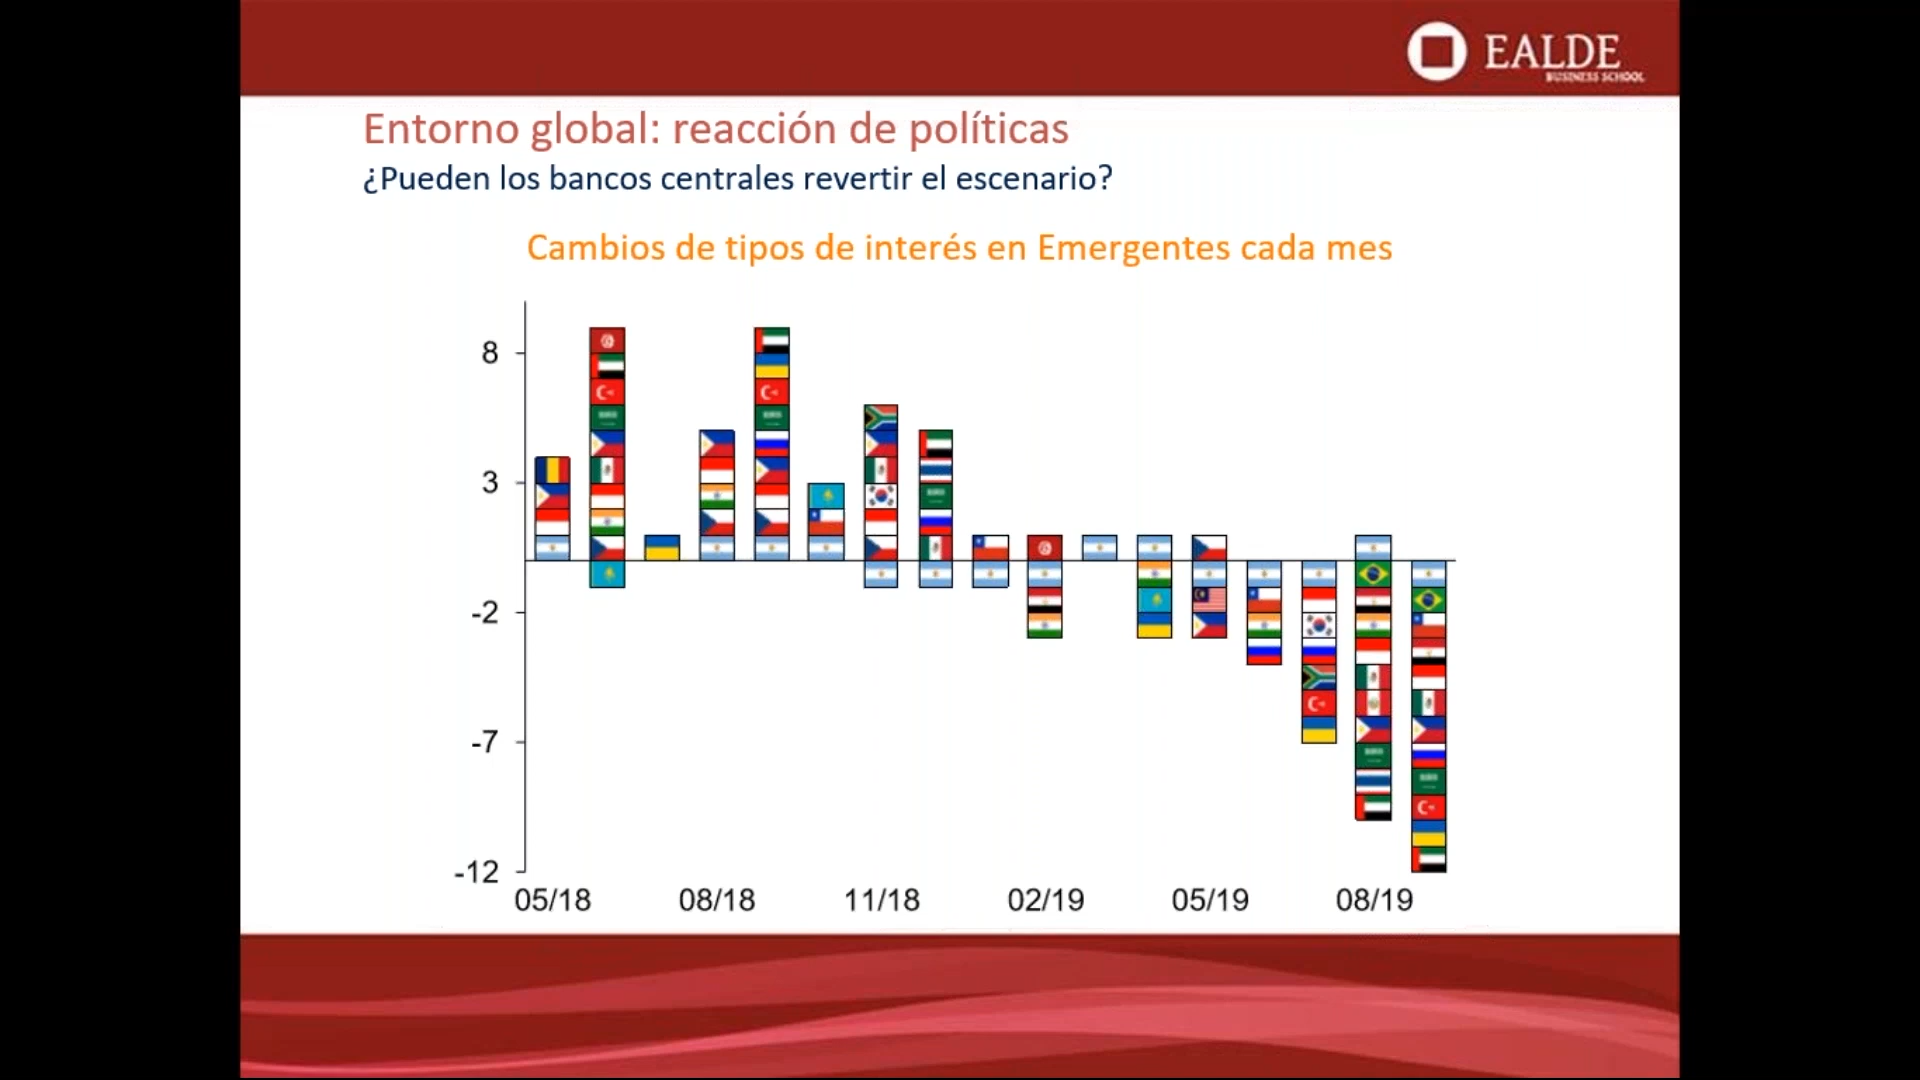 EALDE
BUSINESS SCHOOL
Entorno global: reacción de políticas
¿Pueden los bancos centrales revertir el escenario?
Cambios de tipos de interés en Emergentes cada mes
8
3
-2
-7
-12
05/18 08/18 11/18 02/19 05/19 08/19